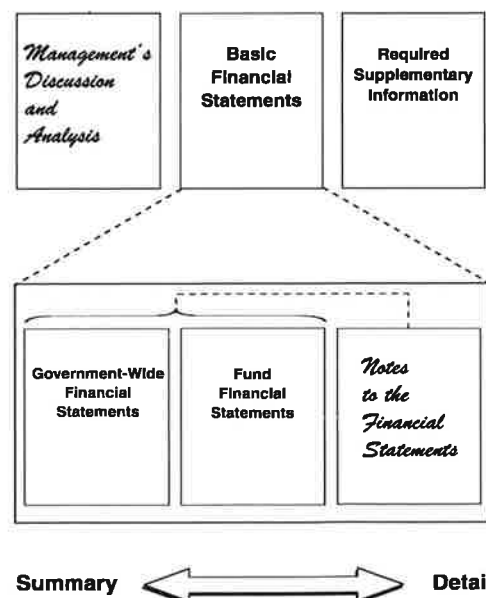 Management's
Discussion
and
Analysis
Basic
Financial
Statements
Required
Supplementary
Information
Government-Wide
Financial
Statements
Fund
Financial
Statements
Notes
to the
Financial
Statements
Summary
Detai